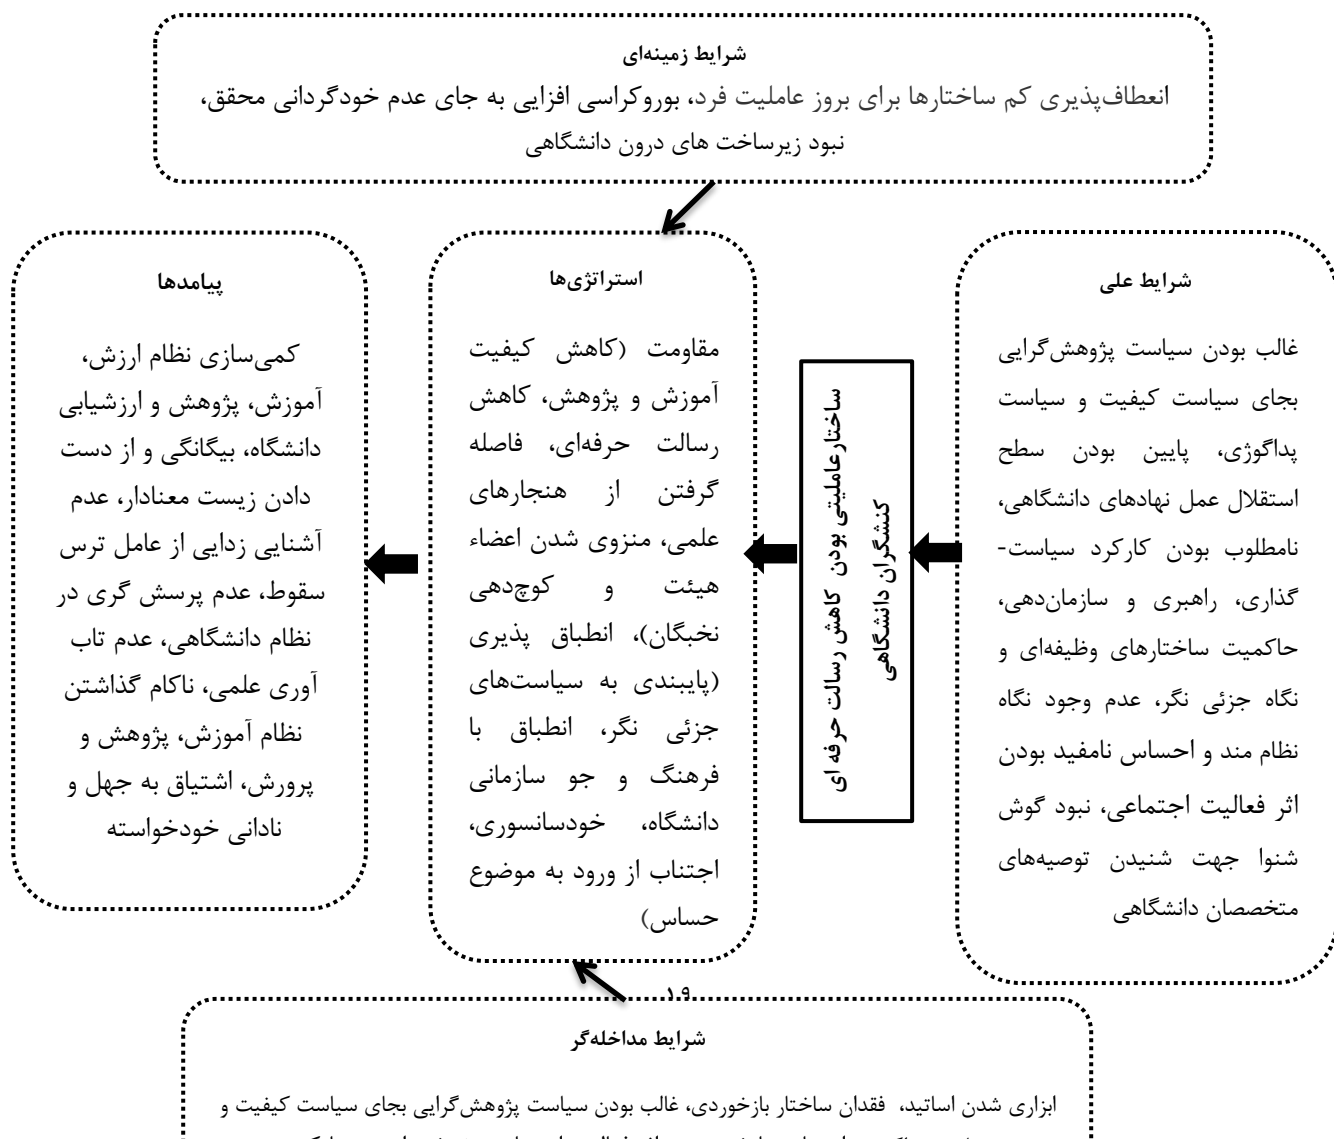 شرایط زمینه‌ای
انعطاف‌پذیری کم ساختارها برای بروز عاملیت فرد، بوروکراسی افزایی به جای عدم خودگردانی محقق،
نبود زیرساخت های درون دانشگاهی
شرایط علی
غالب بودن سیاست پژوهش‌گرایی
بجای سیاست کیفیت و سیاست
پداگوژی، پایین بودن سطح
استقلال عمل نهادهای دانشگاهی،
نامطلوب بودن کارکرد سیاست-
گذاری، راهبری و سازمان‌دهی،
حاکمیت ساختارهای وظیفه‌ای و
نگاه جزئی نگر، عدم وجود نگاه
نظام مند و احساس نامفید بودن
اثر فعالیت اجتماعی، نبود گوش
شنوا جهت شنیدن توصیه‌های
متخصصان دانشگاهی
ساختارعاملیتی بودن کاهش رسالت حرفه ای
کنشگران دانشگاهی
استراتژی‌ها
مقاومت (کاهش کیفیت
آموزش و پژوهش، کاهش
رسالت حرفه‌ای، فاصله
گرفتن از هنجارهای
علمی، منزوی شدن اعضاء
هیئت و کوچ‌دهی
نخبگان)، انطباق پذیری
(پایبندی به سیاست‌های
جزئی نگر، انطباق با
فرهنگ و جو سازمانی
دانشگاه، خودسانسوری،
اجتناب از ورود به موضوع
حساس)
پیامدها
کمی‌سازی نظام ارزش،
آموزش، پژوهش و ارزشیابی
دانشگاه، بیگانگی و از دست
دادن زیست معنادار، عدم
آشنایی زدایی از عامل ترس
سقوط، عدم پرسش گری در
نظام دانشگاهی، عدم تاب
آوری علمی، ناکام گذاشتن
نظام آموزش، پژوهش و
پرورش، اشتیاق به جهل و
نادانی خودخواسته
۱۹
شرایط مداخله‌گر
ابزاری شدن اساتید، فقدان ساختار بازخوردی، غالب بودن سیاست پژوهش‌گرایی بجای سیاست کیفیت و